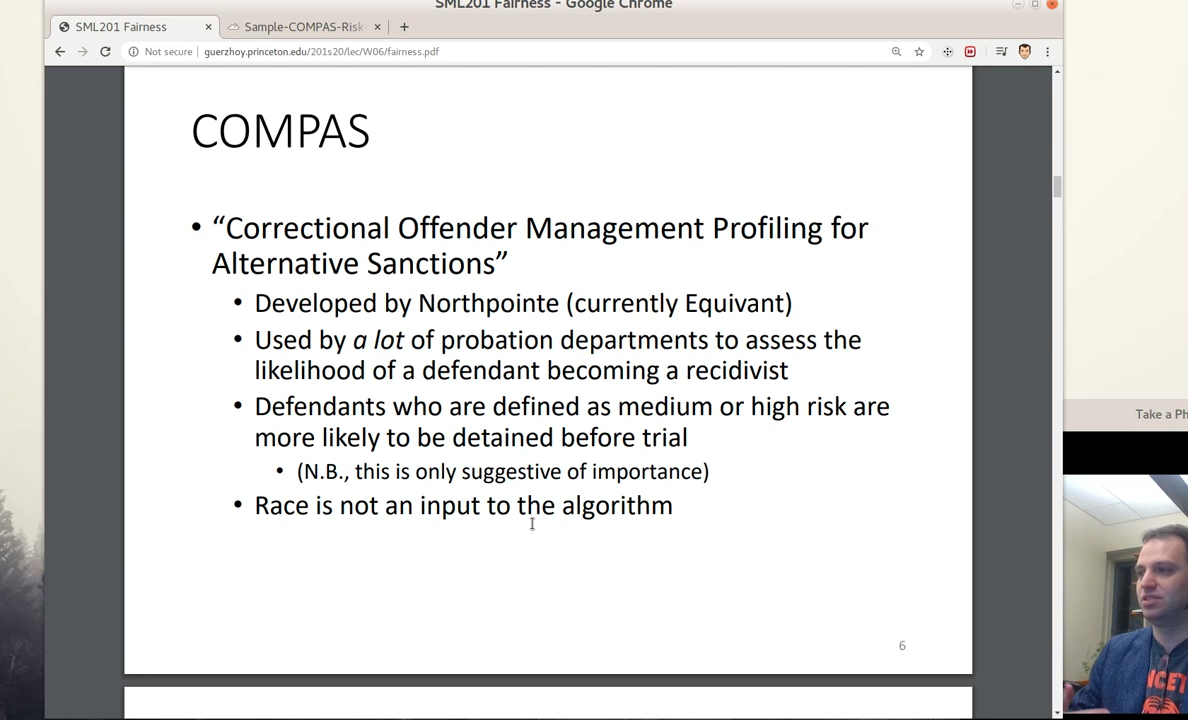 SML201 Fairness - Google Chrome
SML201 Fairness × Sample-COMPAS-Risk × +
Not secure guerzhoy.princeton.edu/201s20/lec/W06/fairness.pdf
COMPAS
• “Correctional Offender Management Profiling for
Alternative Sanctions”
• Developed by Northpointe (currently Equivant)
• Used by a lot of probation departments to assess the
likelihood of a defendant becoming a recidivist
• Defendants who are defined as medium or high risk are
more likely to be detained before trial
• (N.B., this is only suggestive of importance)
• Race is not an input to the algorithm
6
Take a Ph
NCET